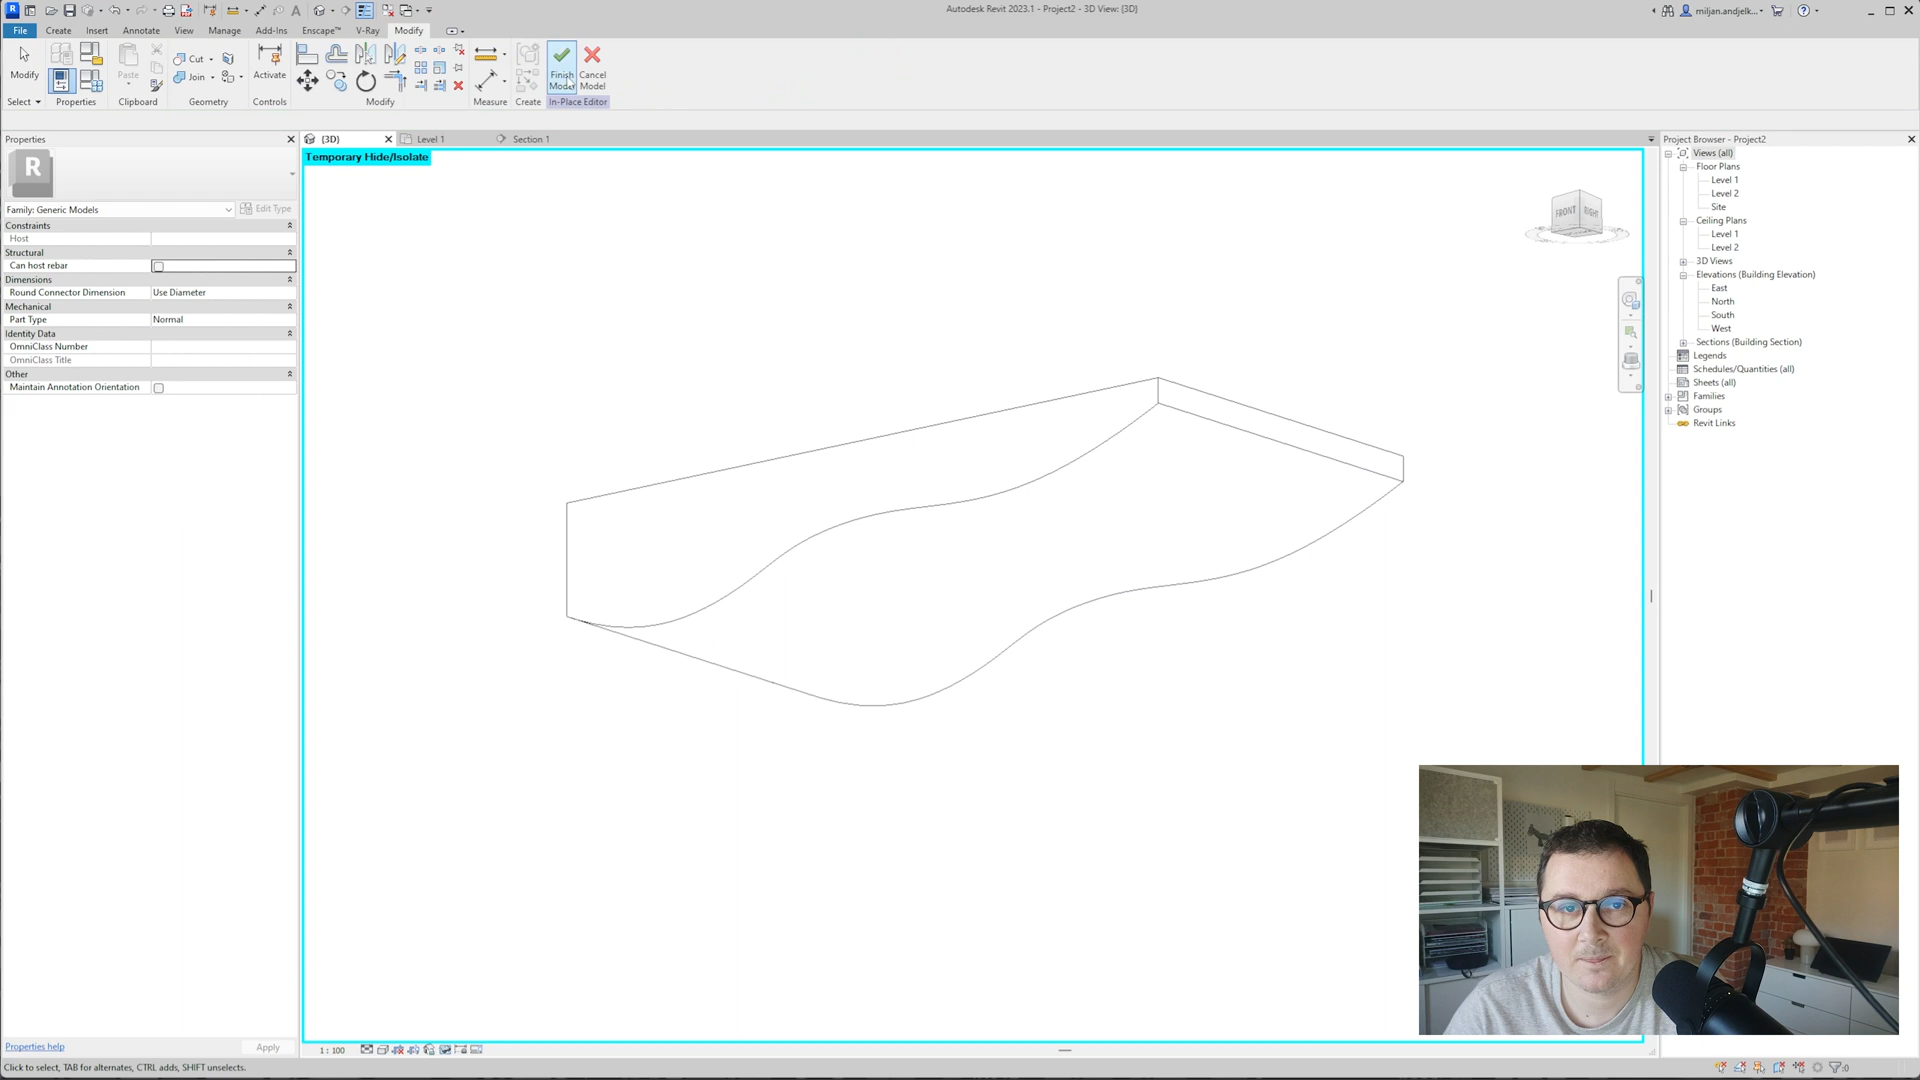 Autodesk Revit 2023.1 - Project2 - 3D View: {3D}
miljan.andjelk...
File Create Insert Annotate View Manage Add-Ins Enscape™ V-Ray Modify
Modify
Paste
Cut
Join
Activate
Finish Model
Cancel Model
Select Properties Clipboard Geometry Controls Modify Measure Create In-Place Editor
Properties
{3D}
Level 1
Section 1
Project Browser - Project2
Temporary Hide/Isolate
R
Family: Generic Models
Edit Type
Constraints
Host
Structural
Can host rebar
Dimensions
Round Connector Dimension Use Diameter
Mechanical
Part Type Normal
Identity Data
OmniClass Number
OmniClass Title
Other
Maintain Annotation Orientation
FRONT RIGHT
Views (all)
Floor Plans
Level 1
Level 2
Site
Ceiling Plans
Level 1
Level 2
3D Views
Elevations (Building Elevation)
East
North
South
West
Sections (Building Section)
Legends
Schedules/Quantities (all)
Sheets (all)
Families
Groups
Revit Links
Properties help
Apply
1 : 100
Click to select, TAB for alternates, CTRL adds, SHIFT unselects.
:0